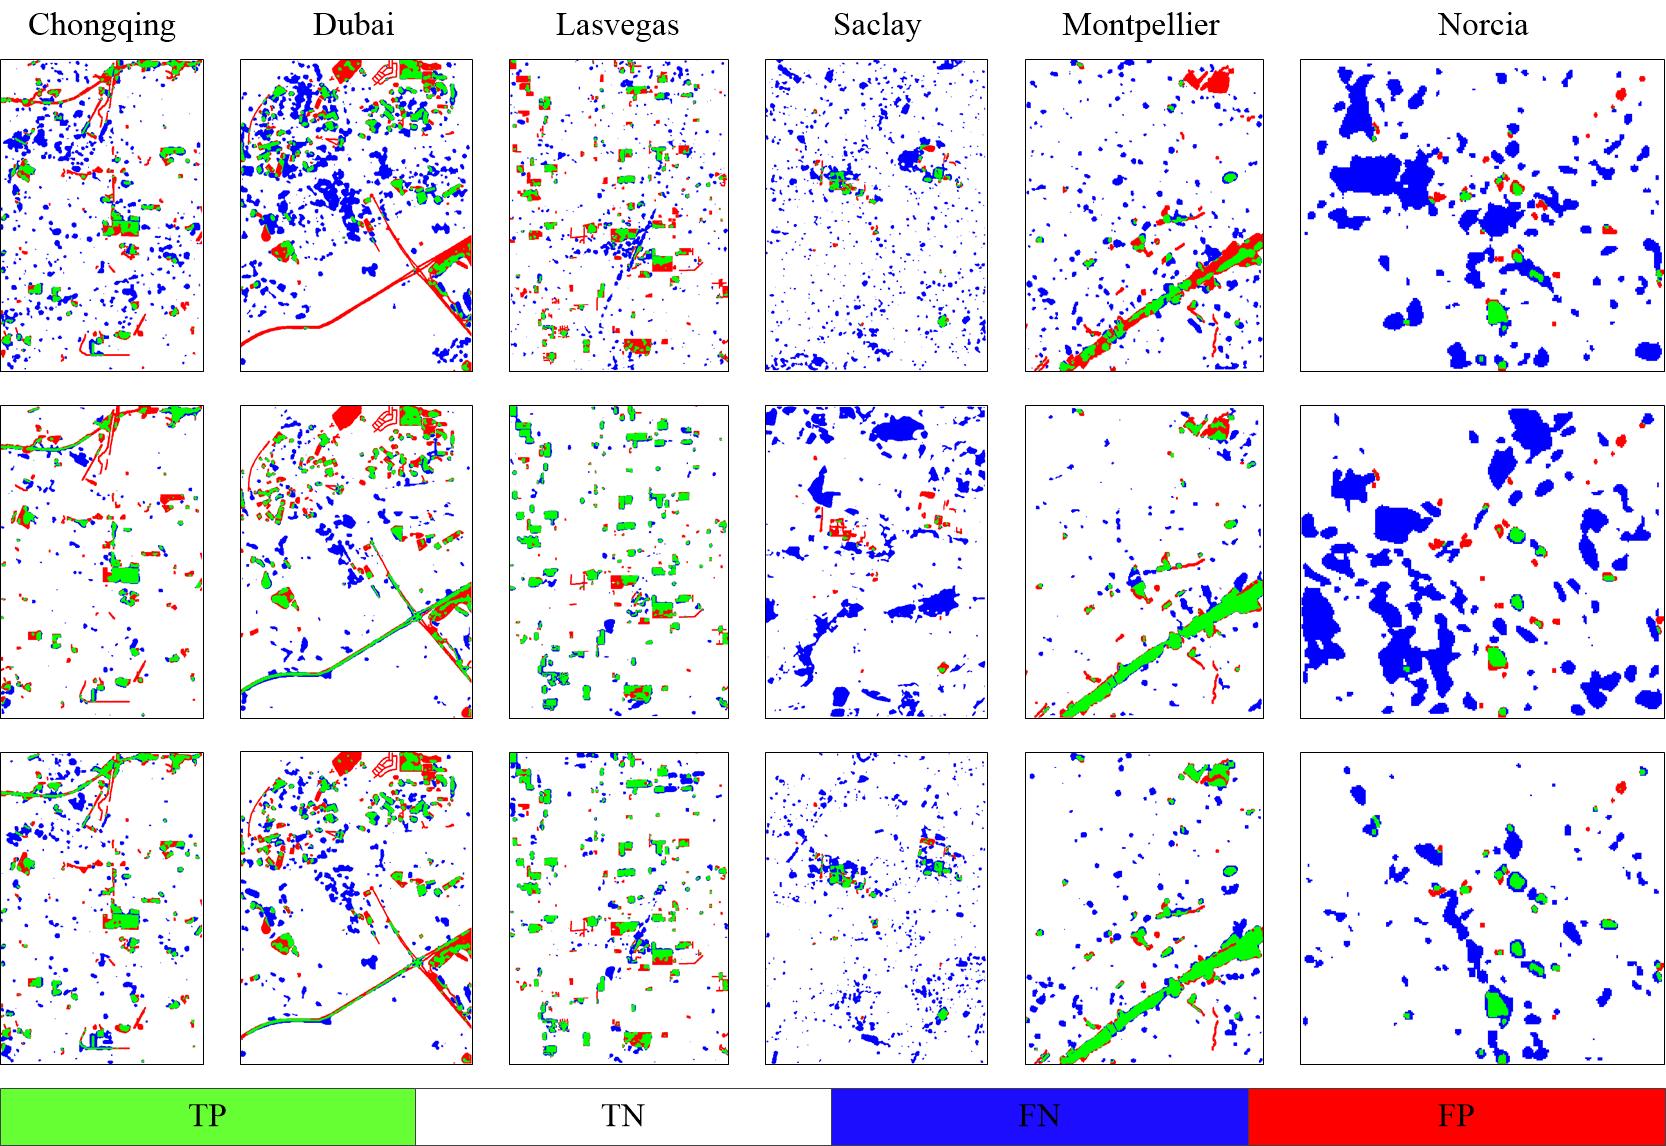 Chongqing
Dubai
Lasvegas
Saclay
Montpellier
Norcia
TP
TN
FN
FP